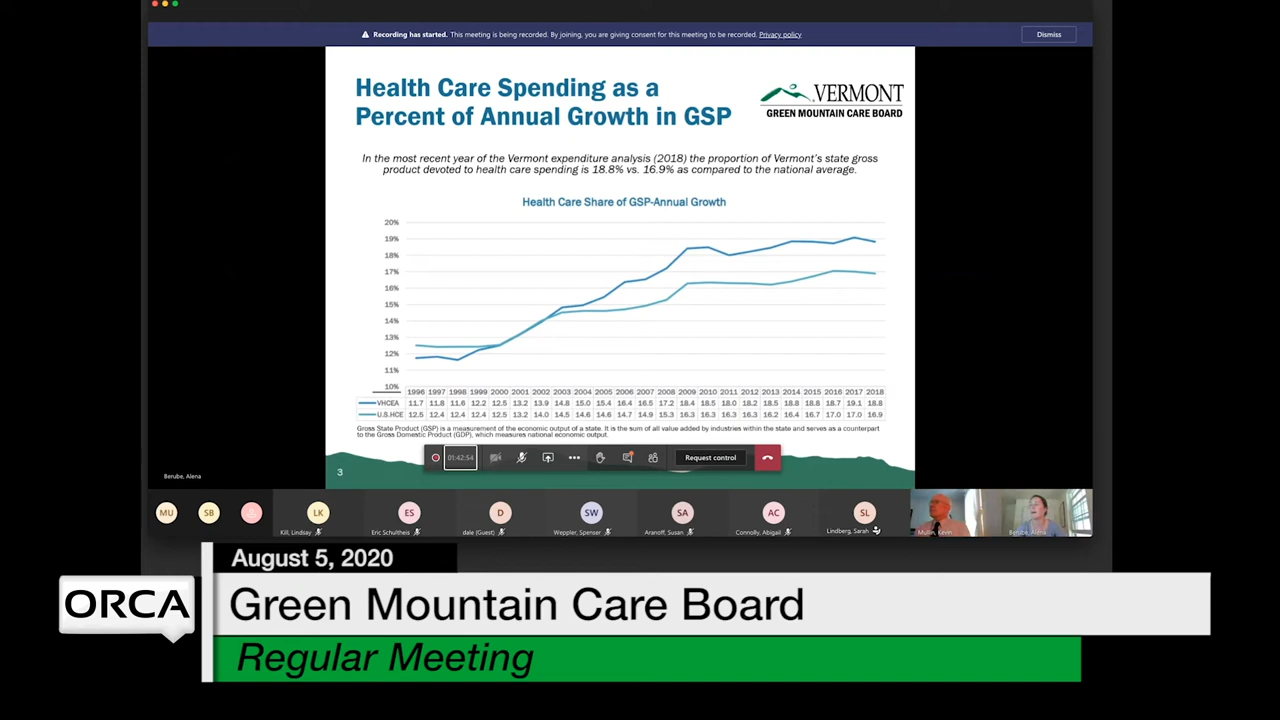 Recording has started. This meeting is being recorded. By joining, you are giving consent for this meeting to be recorded. Privacy policy
Dismiss
Health Care Spending as a
Percent of Annual Growth in GSP
VERMONT
GREEN MOUNTAIN CARE BOARD
In the most recent year of the Vermont expenditure analysis (2018) the proportion of Vermont's state gross
product devoted to health care spending is 18.8% vs. 16.9% as compared to the national average.
Health Care Share of GSP-Annual Growth
20%
19%
18%
17%
16%
15%
14%
13%
12%
11%
10%
1996 1997 1998 1999 2000 2001 2002 2003 2004 2005 2006 2007 2008 2009 2010 2011 2012 2013 2014 2015 2016 2017 2018
VHCEA 11.7 11.8 11.6 12.2 12.5 13.2 13.9 14.8 15.0 15.4 16.4 16.5 17.2 18.4 18.5 18.0 18.2 18.5 18.8 18.8 18.7 19.1 18.8
U.S.HCE 12.5 12.4 12.4 12.4 12.5 13.2 14.0 14.5 14.6 14.6 14.7 14.9 15.3 16.3 16.3 16.3 16.3 16.2 16.4 16.7 17.0 17.0 16.9
Gross State Product (GSP) is a measurement of the economic output of a state. It is the sum of all value added by industries within the state and serves as a counterpart
to the Gross Domestic Product (GDP), which measures national economic output.
01:42:54
Request control
3
Berube, Alena
MU
SB
LK
ES
D
SW
SA
AC
SL
Kill, Lindsay
Eric Schultheis
dale (Guest)
Weppler, Spenser
Aranoff, Susan
Connolly, Abigail
Lindberg, Sarah
Mullin, Kevin
Berube, Alena
August 5, 2020
ORCA
Green Mountain Care Board
Regular Meeting